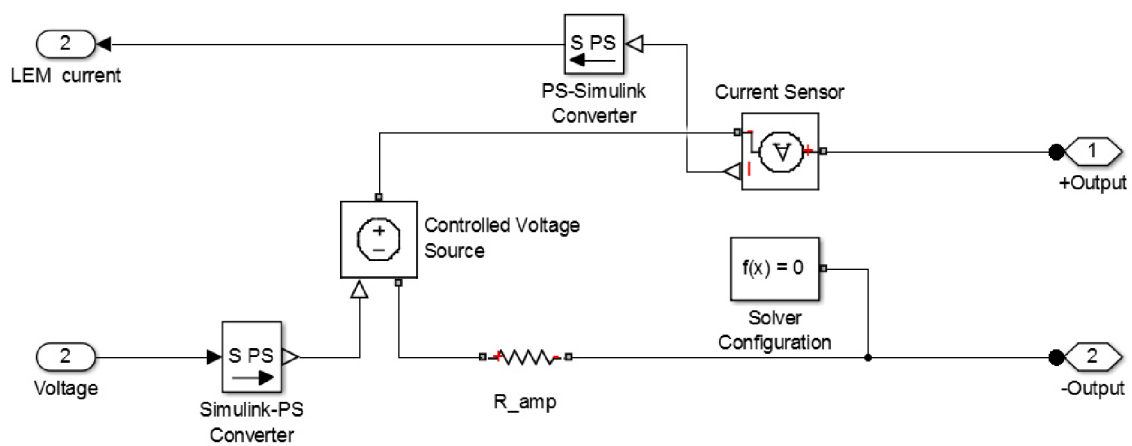 2
LEM current
S PS
PS-Simulink
Converter
Current Sensor
-
A
+
I
1
+Output
+
−
Controlled Voltage
Source
f(x) = 0
Solver
Configuration
2
Voltage
S PS
Simulink-PS
Converter
+
-
R_amp
2
-Output